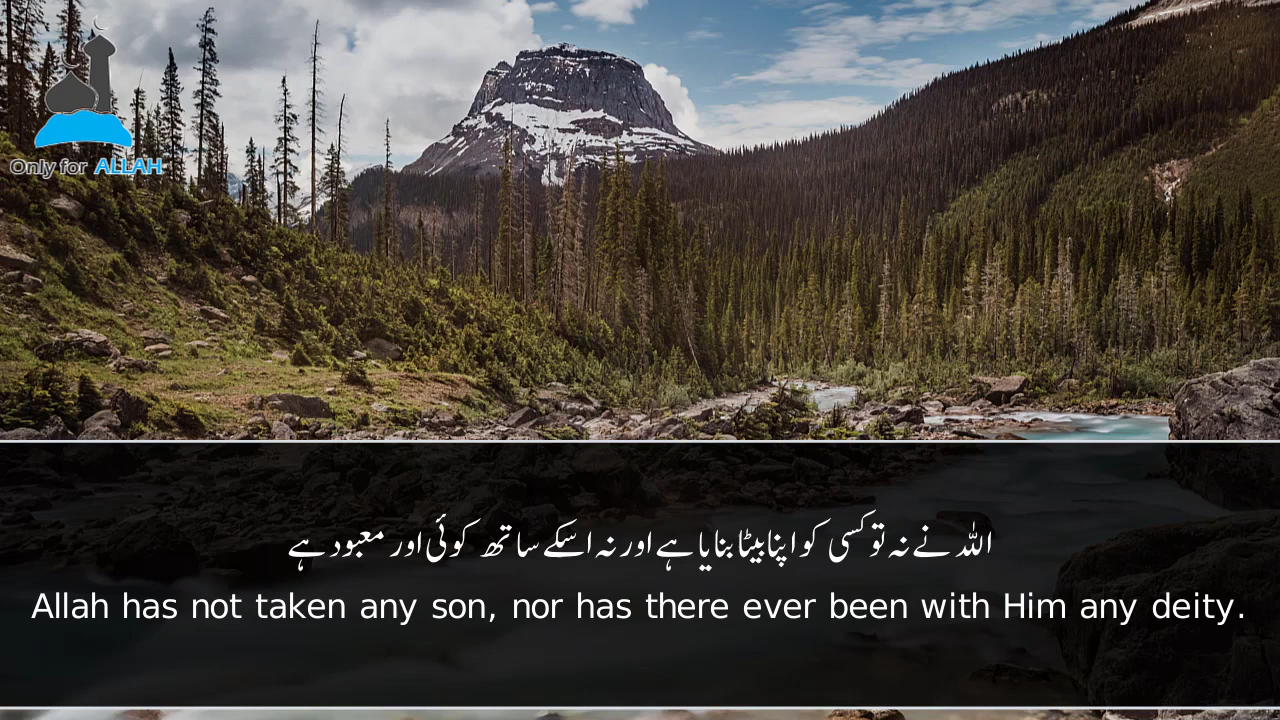 Only for ALLAH
اللہ نے نہ تو کسی کو اپنا بیٹا بنایا ہے اور نہ اسکے ساتھ کوئی اور معبود ہے
Allah has not taken any son, nor has there ever been with Him any deity.